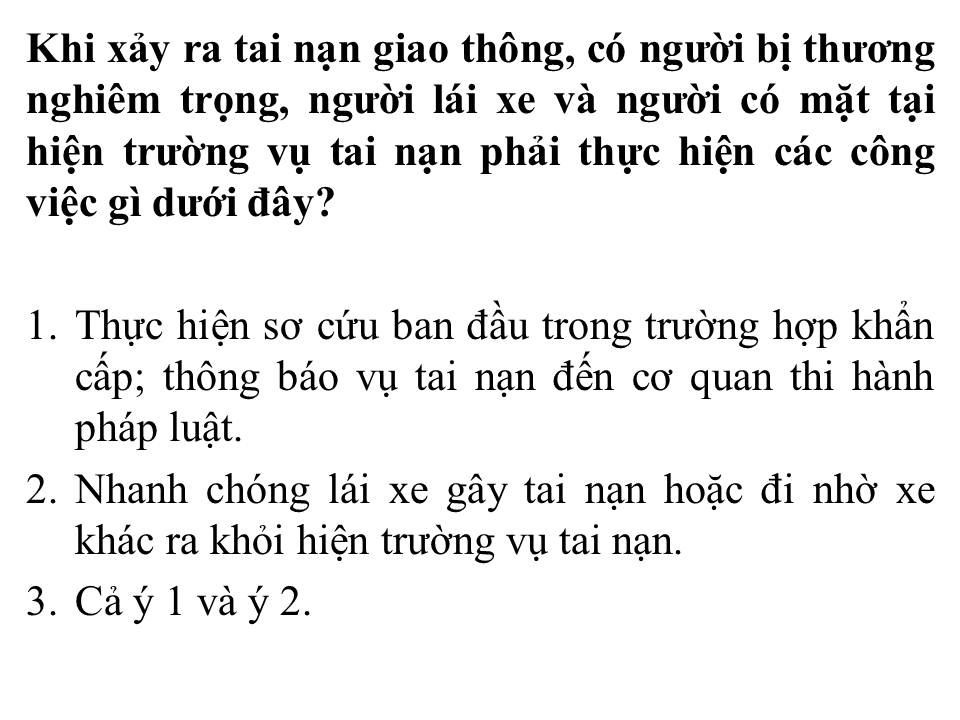 Khi xảy ra tai nạn giao thông, có người bị thương
nghiêm trọng, người lái xe và người có mặt tại
hiện trường vụ tai nạn phải thực hiện các công
việc gì dưới đây?
1. Thực hiện sơ cứu ban đầu trong trường hợp khẩn
cấp; thông báo vụ tai nạn đến cơ quan thi hành
pháp luật.
2. Nhanh chóng lái xe gây tai nạn hoặc đi nhờ xe
khác ra khỏi hiện trường vụ tai nạn.
3. Cả ý 1 và ý 2.